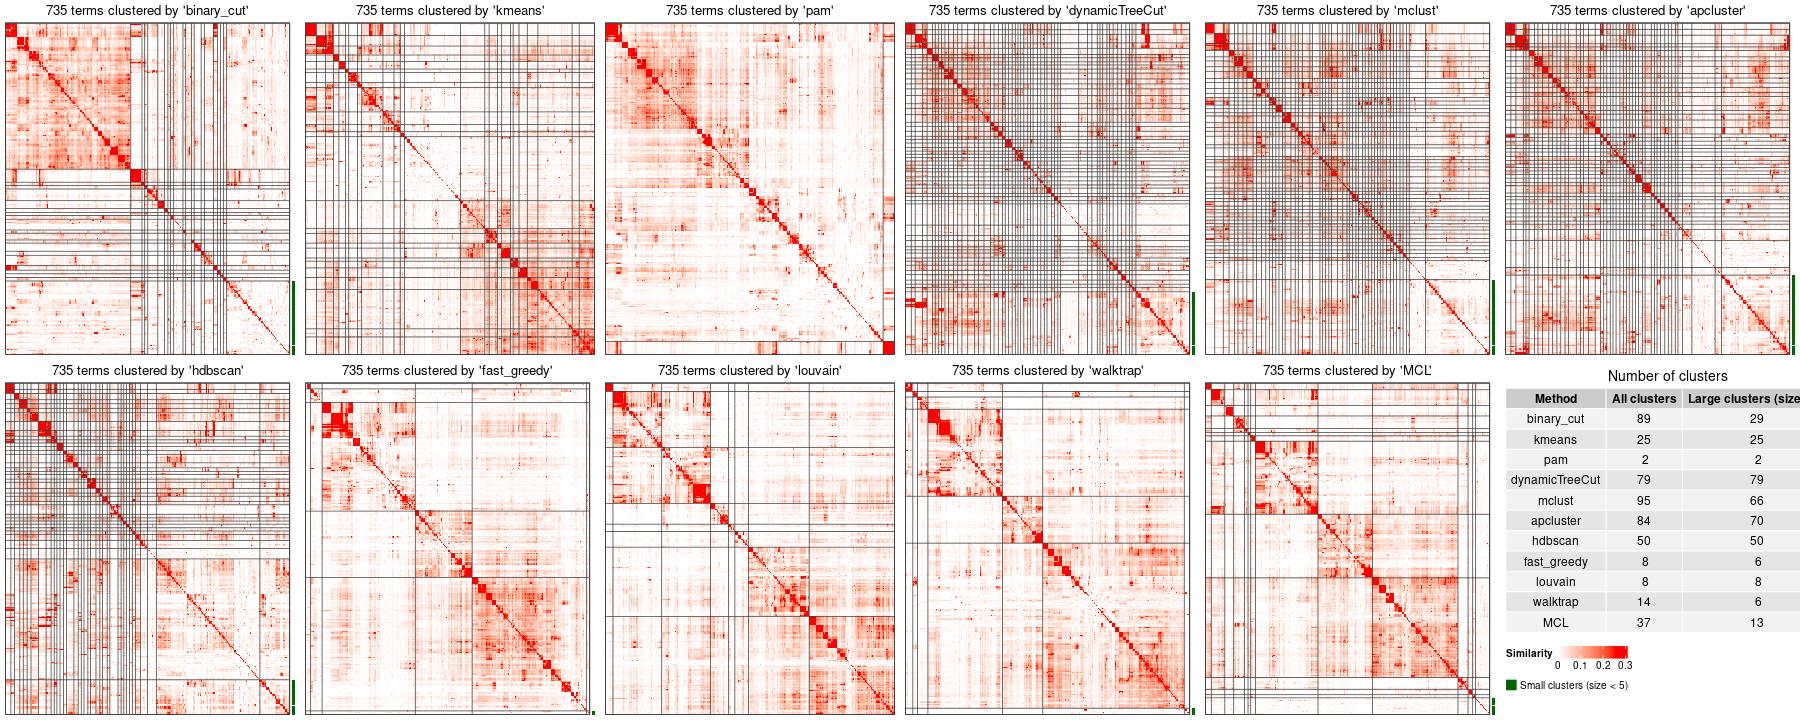 735 terms clustered by 'binary_cut'
735 terms clustered by 'kmeans'
735 terms clustered by 'pam'
735 terms clustered by 'dynamicTreeCut'
735 terms clustered by 'mclust'
735 terms clustered by 'apcluster'
735 terms clustered by 'hdbscan'
735 terms clustered by 'fast_greedy'
735 terms clustered by 'louvain'
735 terms clustered by 'walktrap'
735 terms clustered by 'MCL'
Number of clusters
Method All clusters Large clusters (size
binary_cut 89 29
kmeans 25 25
pam 2 2
dynamicTreeCut 79 79
mclust 95 66
apcluster 84 70
hdbscan 50 50
fast_greedy 8 6
louvain 8 8
walktrap 14 6
MCL 37 13
Similarity
0 0.1 0.2 0.3
Small clusters (size < 5)